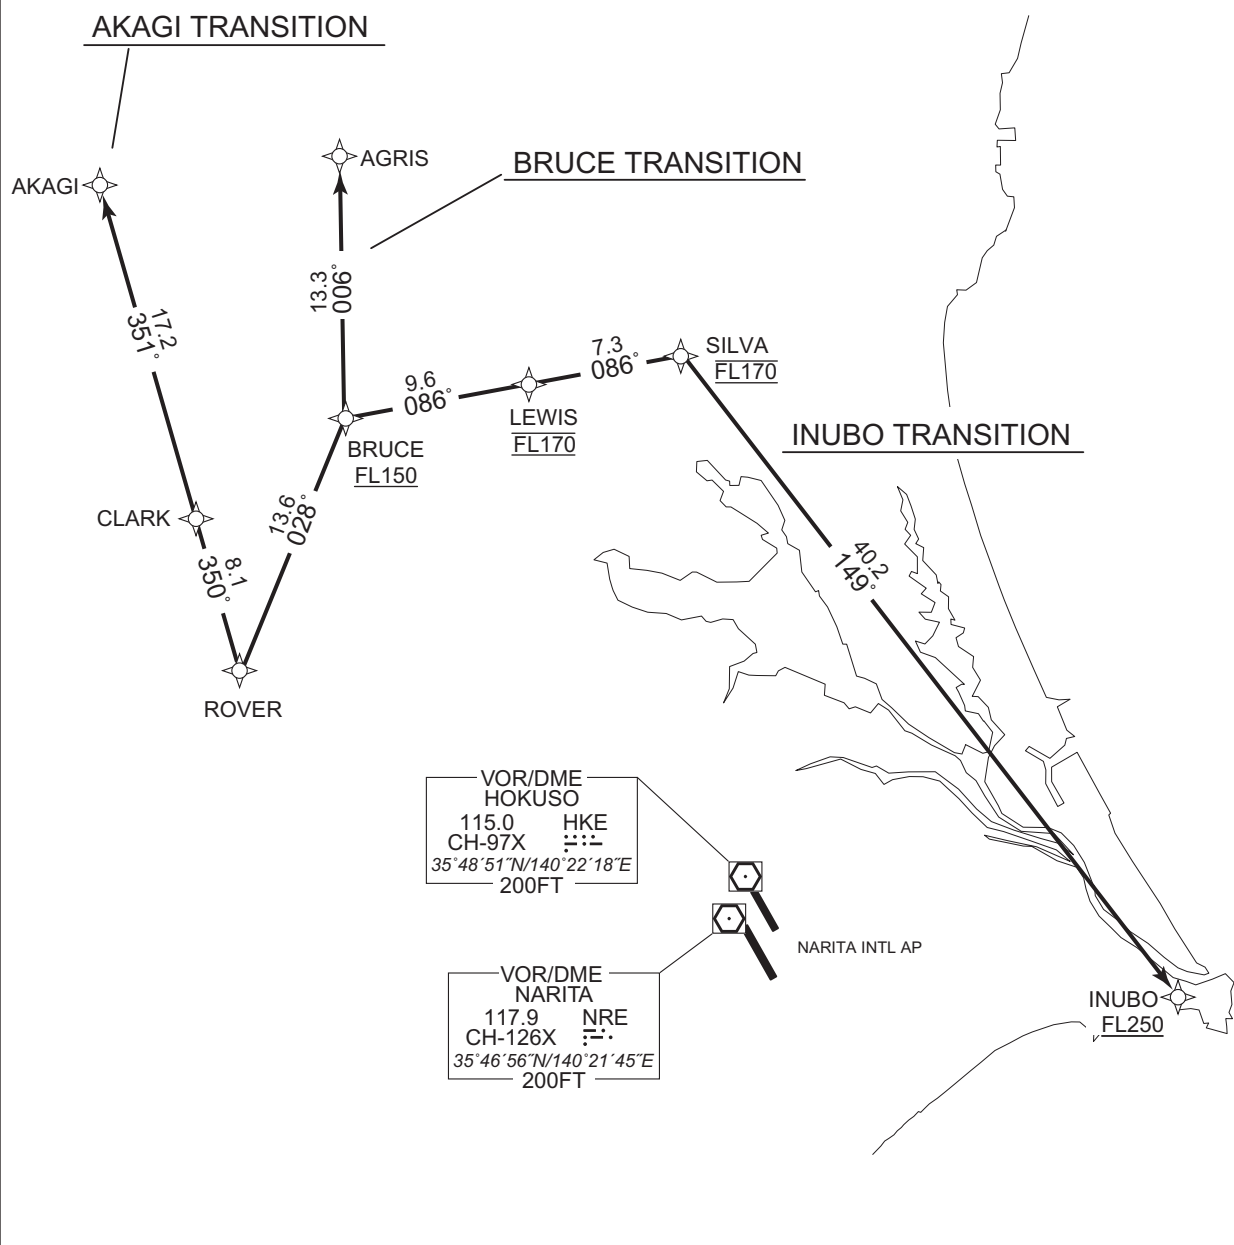 AKAGI TRANSITION
AGRIS
BRUCE TRANSITION
AKAGI
13.3
006°
17.2
351°
7.3
086°
SILVA
FL170
9.6
086°
LEWIS
FL170
INUBO TRANSITION
BRUCE
FL150
CLARK
13.6
028°
8.1
350°
40.2
149°
ROVER
VOR/DME
HOKUSO
115.0 HKE
CH-97X
35°48´51˝N/140°22´18˝E
200FT
NARITA INTL AP
VOR/DME
NARITA
117.9 NRE
CH-126X
35°46´56˝N/140°21´45˝E
200FT
INUBO
FL250